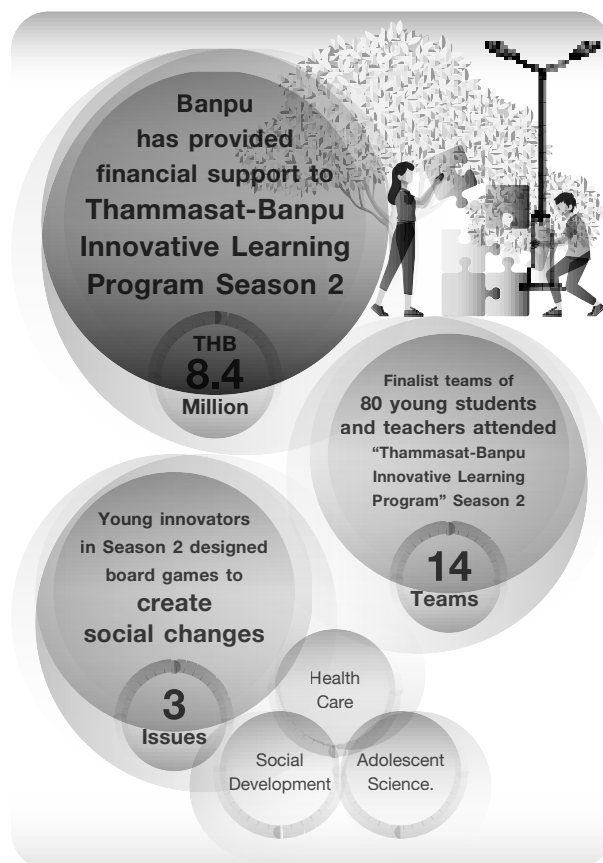 Banpu
has provided
financial support to
Thammasat-Banpu
Innovative Learning
Program Season 2
THB
8.4
Million
Finalist teams of
80 young students
and teachers attended
“Thammasat-Banpu
Innovative Learning
Program” Season 2
14
Teams
Young innovators
in Season 2 designed
board games to
create
social changes
3
Issues
Health
Care
Social
Development
Adolescent
Science.